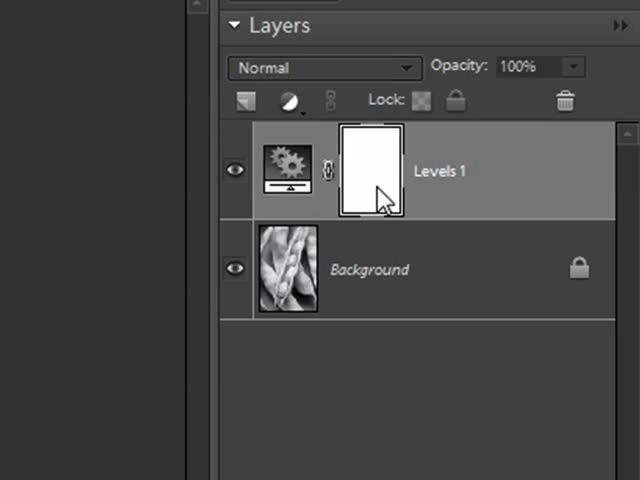 Layers
Normal
Opacity: 100%
Lock:
Levels 1
Background